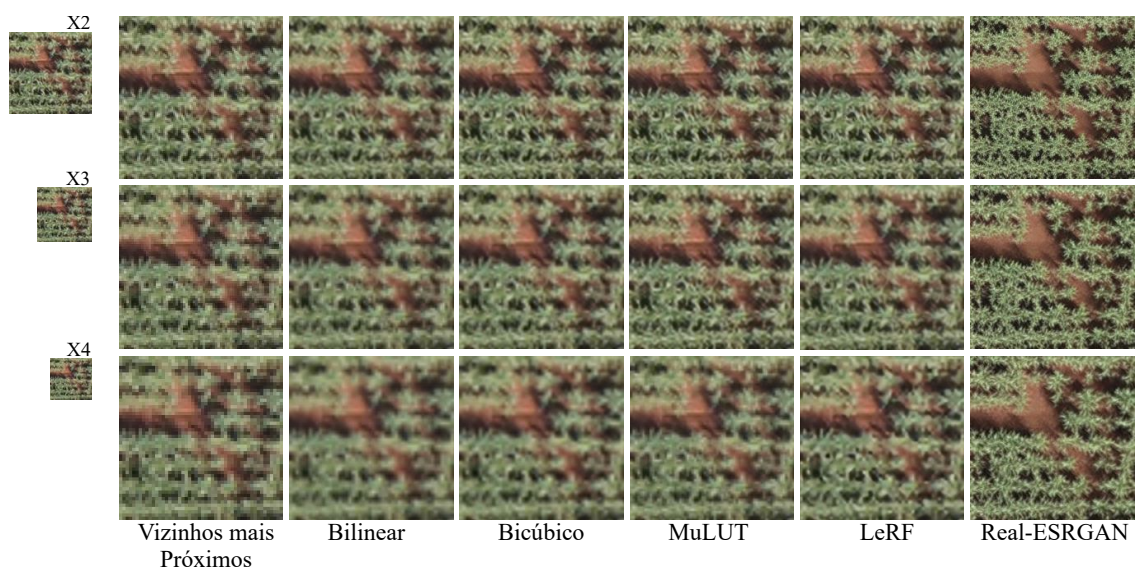 X2
X3
X4
Vizinhos mais
Próximos
Bilinear
Bicúbico
MuLUT
LeRF
Real-ESRGAN